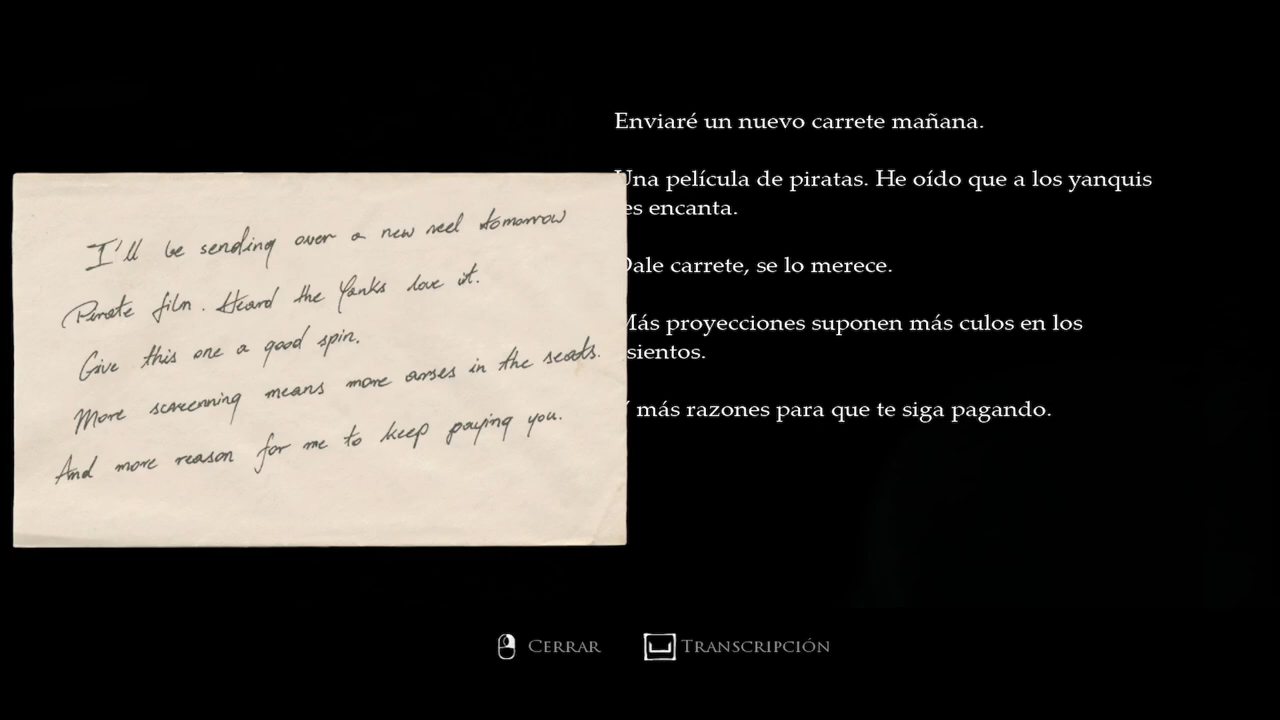 I'll be sending over a new reel tomorrow
Pirate film. Heard the Yanks love it.
Give this one a good spin.
More screenning means more arses in the seats.
And more reason for me to keep paying you.
Enviaré un nuevo carrete mañana.
Una película de piratas. He oído que a los yanquis
les encanta.
Dale carrete, se lo merece.
Más proyecciones suponen más culos en los
asientos.
Y más razones para que te siga pagando.
CERRAR
TRANSCRIPCIÓN